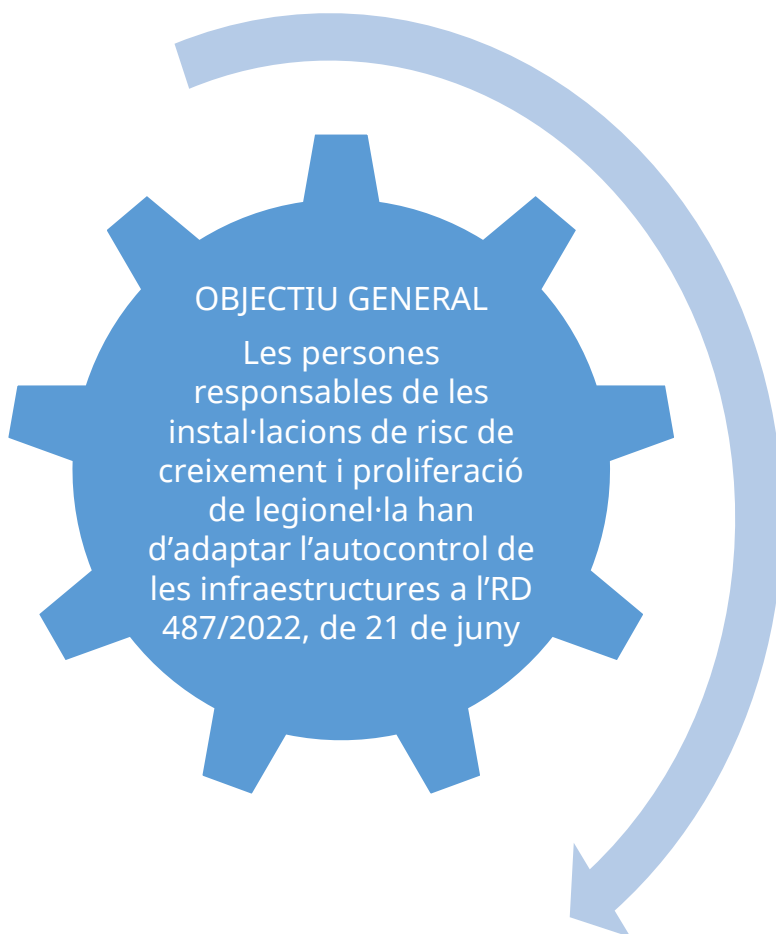 OBJECTIU GENERAL
Les persones
responsables de les
instal·lacions de risc de
creixement i proliferació
de legionel·la han
d’adaptar l’autocontrol de
les infraestructures a l’RD
487/2022, de 21 de juny